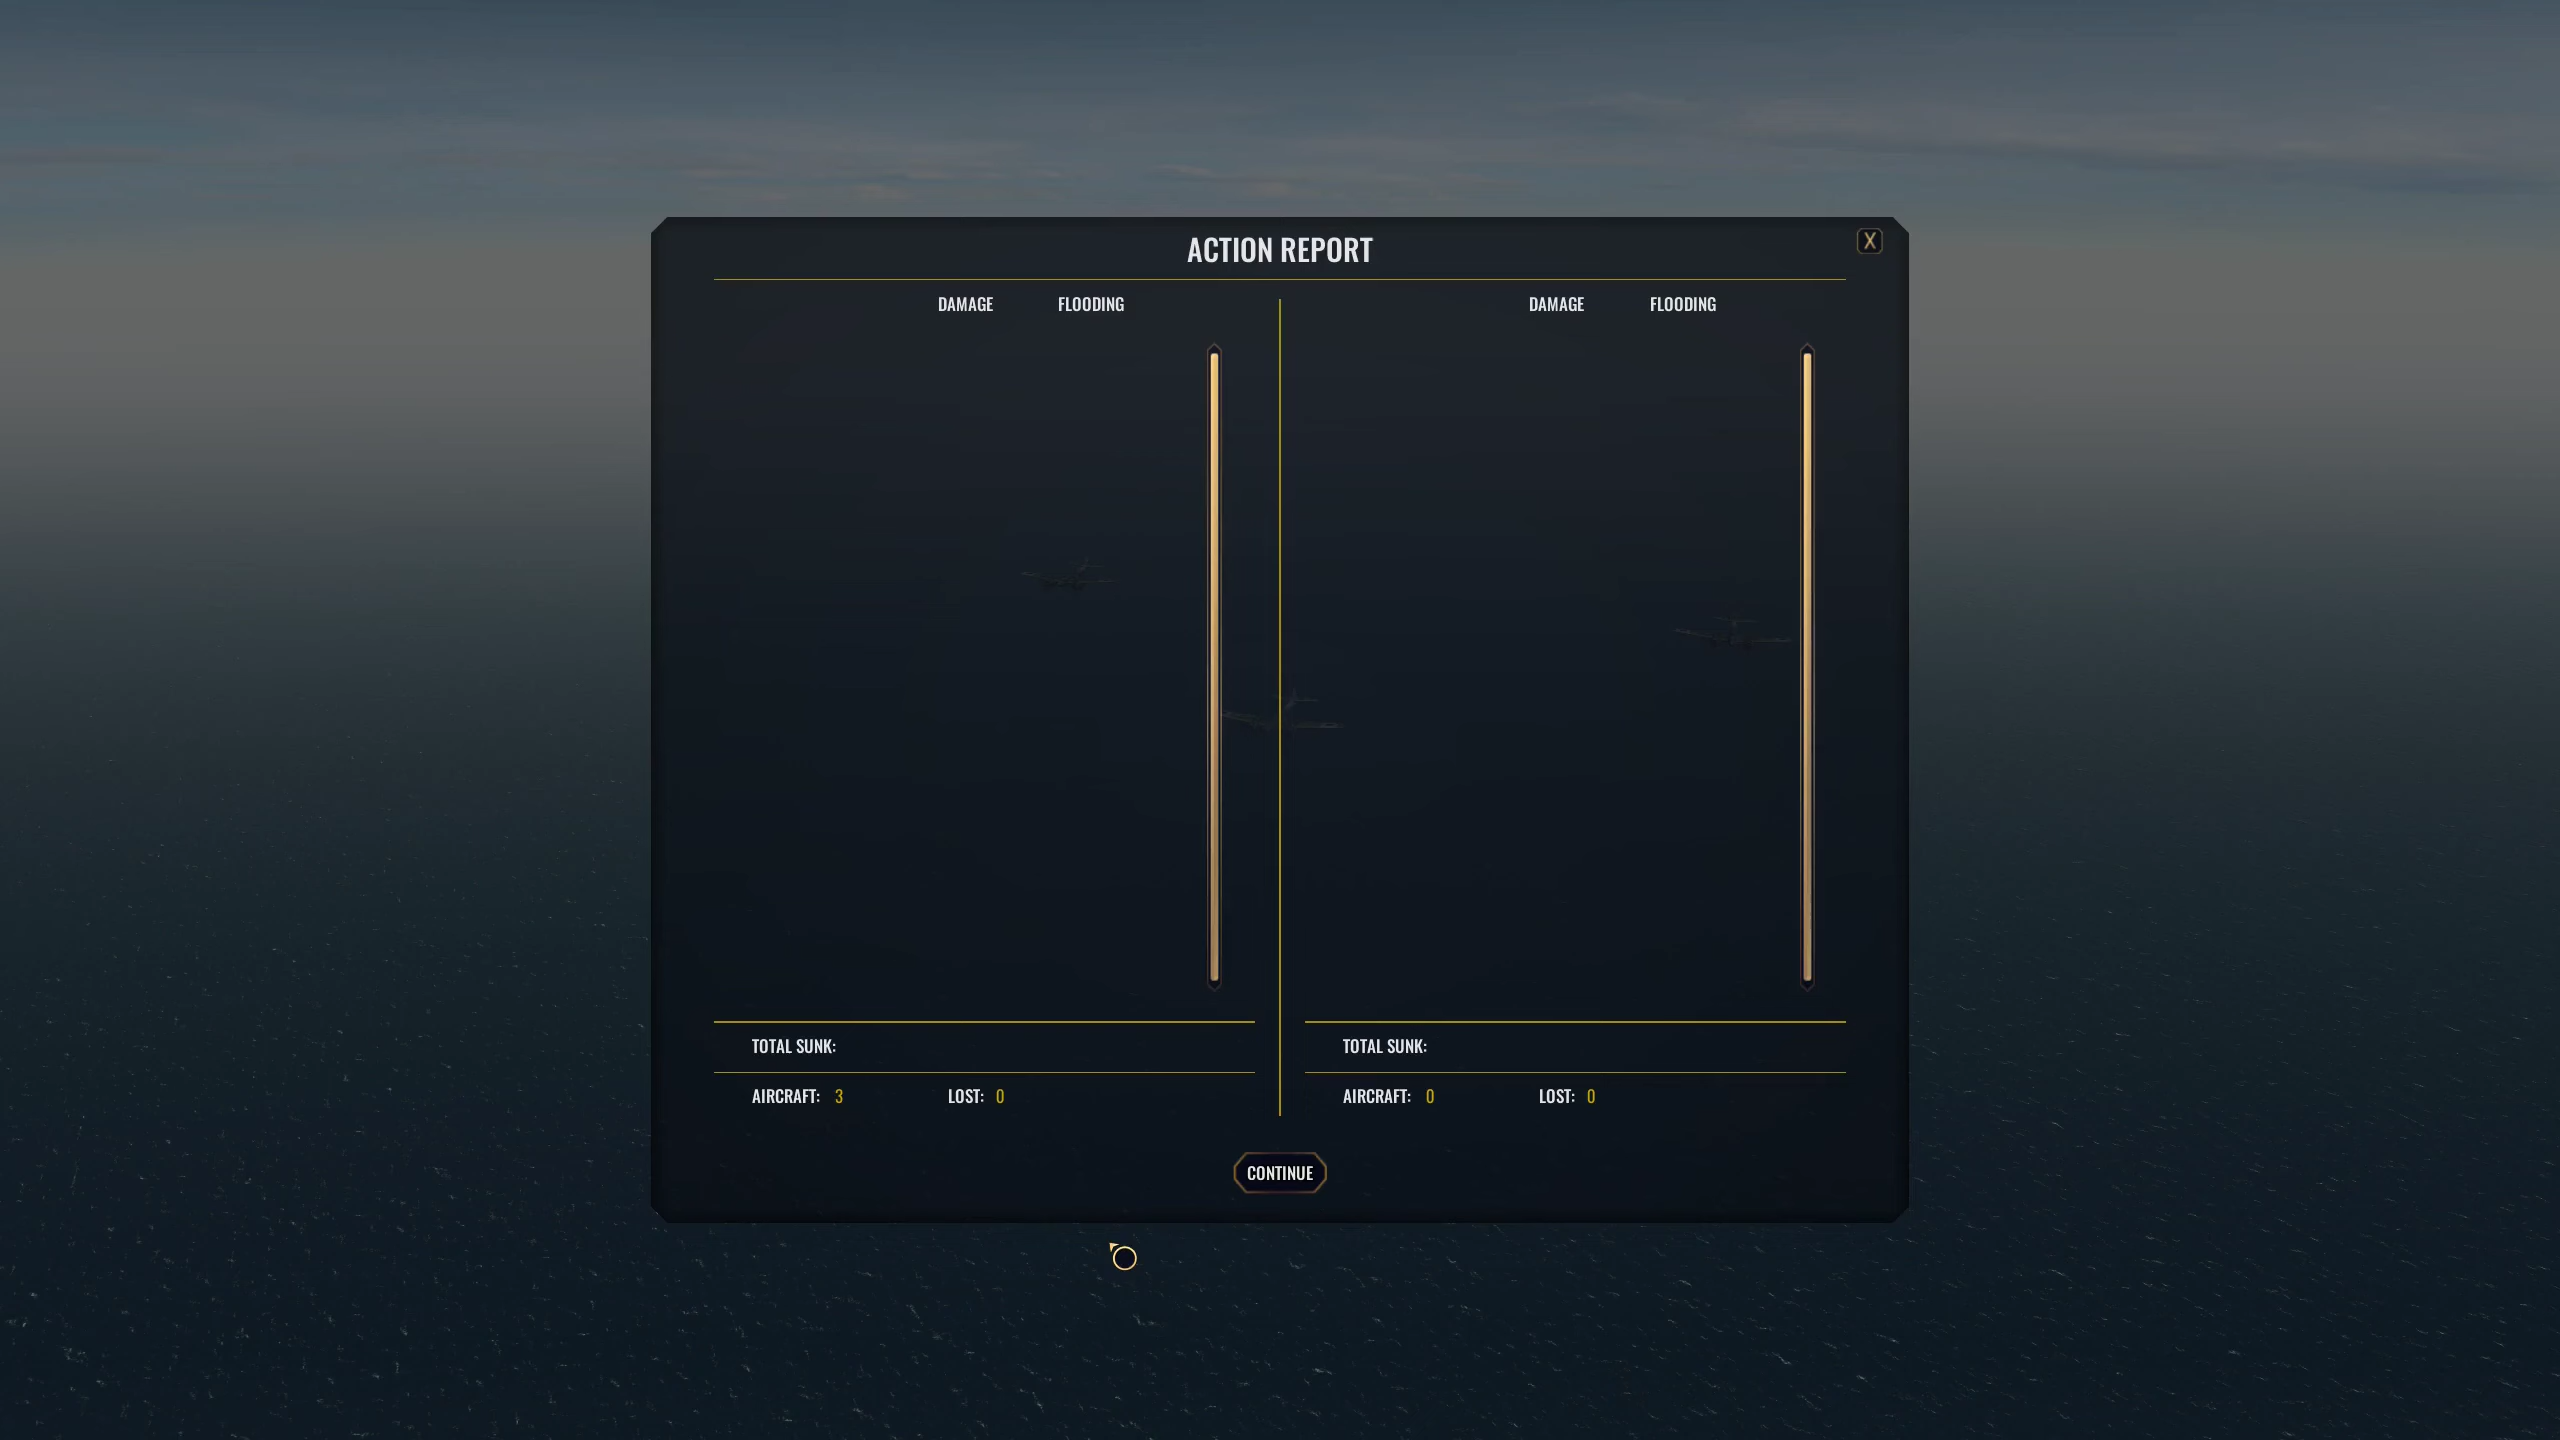 ACTION REPORT
X
DAMAGE FLOODING
DAMAGE FLOODING
TOTAL SUNK:
AIRCRAFT: 3 LOST: 0
TOTAL SUNK:
AIRCRAFT: 0 LOST: 0
CONTINUE